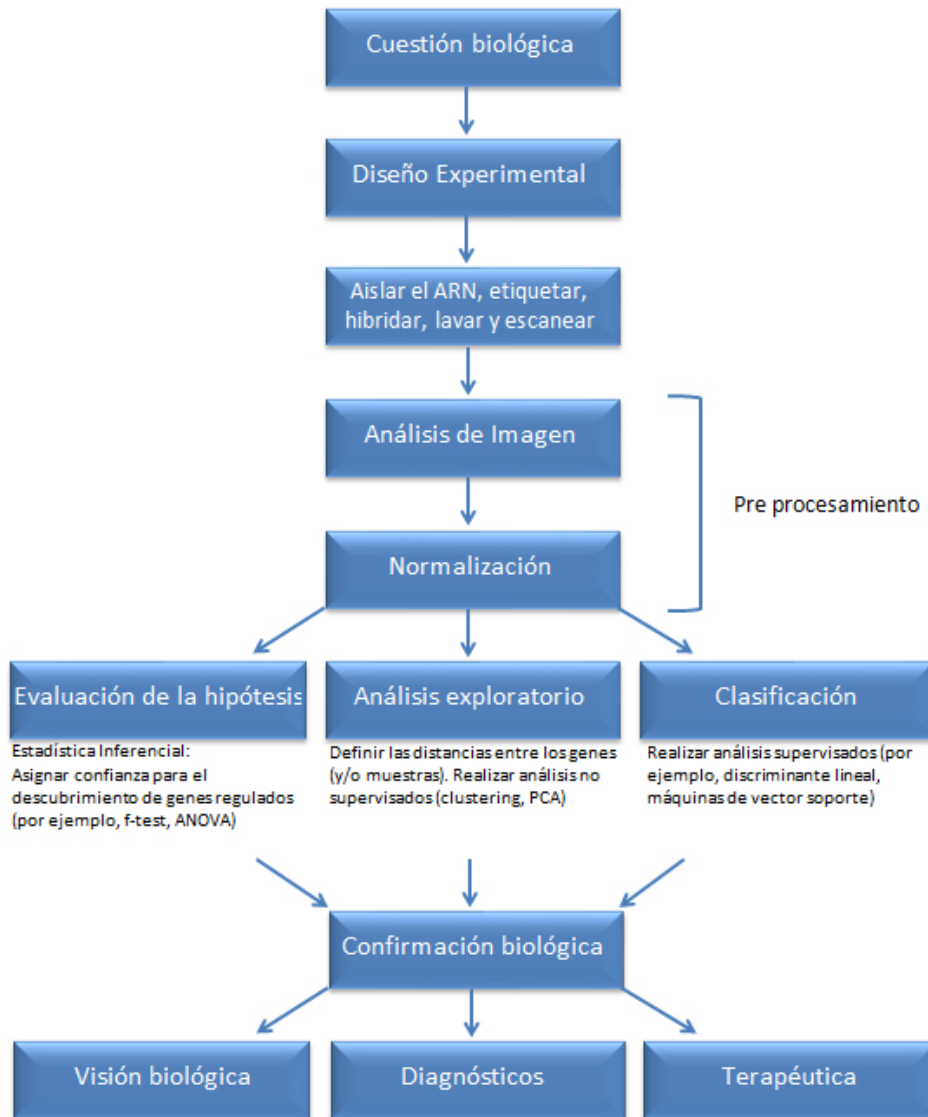 Cuestión biológica
Diseño Experimental
Aislar el ARN, etiquetar,
hibridar, lavar y escanear
Análisis de Imagen
Pre procesamiento
Normalización
Evaluación de la hipótesis
Estadística Inferencial:
Asignar confianza para el
descubrimiento de genes regulados
(por ejemplo, f-test, ANOVA)
Análisis exploratorio
Definir las distancias entre los genes
(y/o muestras). Realizar análisis no
supervisados (clustering, PCA)
Clasificación
Realizar análisis supervisados (por
ejemplo, discriminante lineal,
máquinas de vector soporte)
Confirmación biológica
Visión biológica
Diagnósticos
Terapéutica